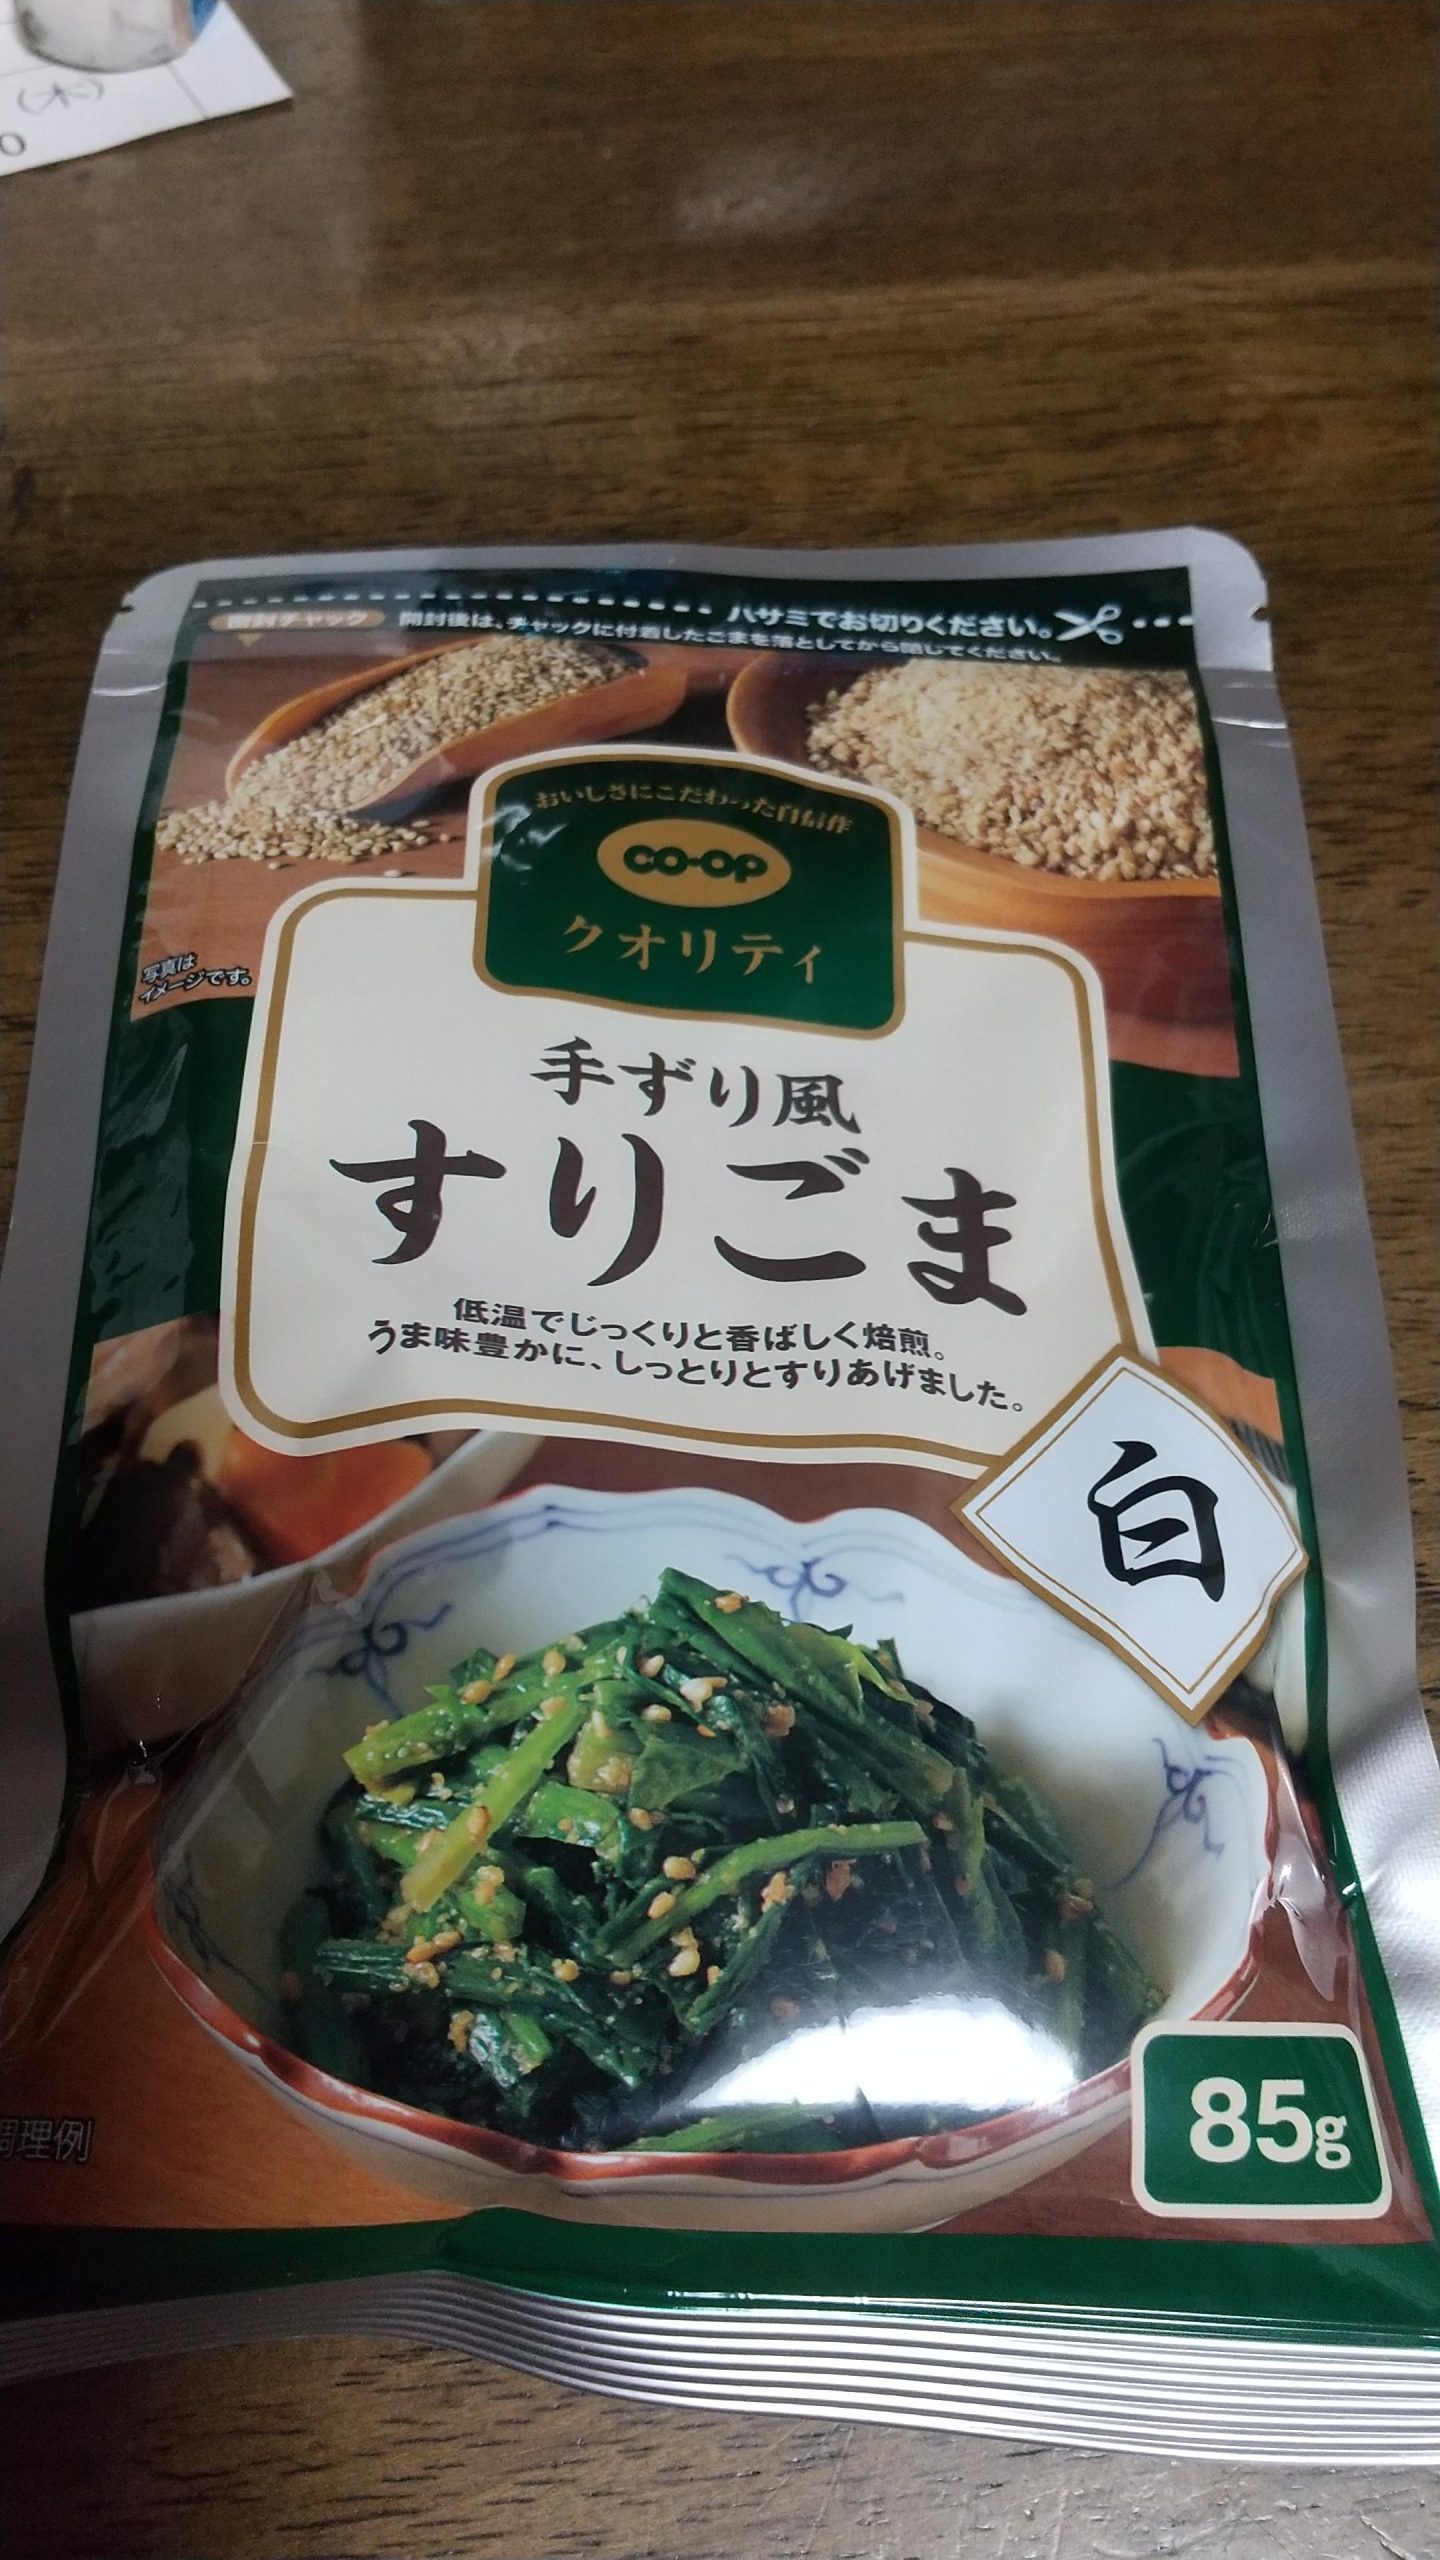 (木)
0
ハサミでお切りください。
密封チャック
開封後は、チャックに付着したごまを落としてから閉じてください。
おいしさにこだわった自信作
CO-OP
クオリティ
写真は
イメージです。
手ずり風
すりごま
低温でじっくりと香ばしく焙煎。
うま味豊かに、しっとりとすりあげました。
白
85g
調理例